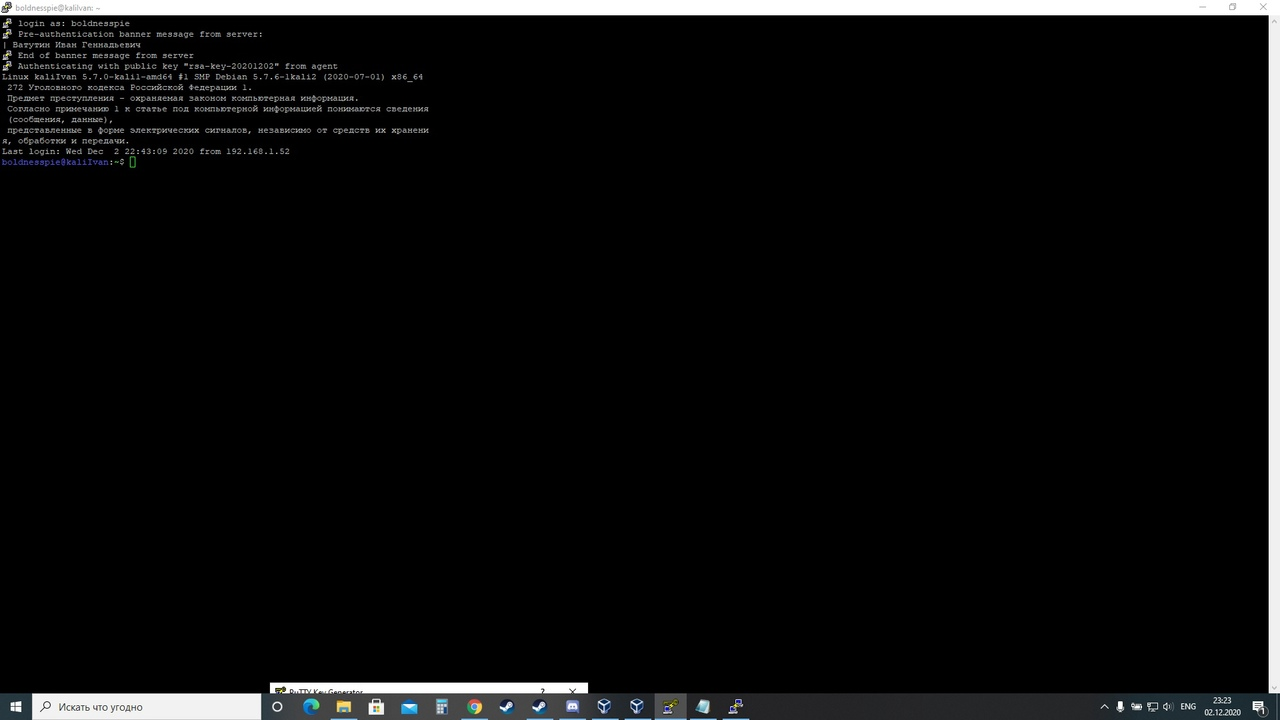 boldnesspie@kaliIvan: ~
login as: boldnesspie
Pre-authentication banner message from server:
| Ватутин Иван Геннадьевич
End of banner message from server
Authenticating with public key "rsa-key-20201202" from agent
Linux kaliIvan 5.7.0-kali1-amd64 #1 SMP Debian 5.7.6-1kali2 (2020-07-01) x86_64
272 Уголовного кодекса Российской Федерации 1.
Предмет преступления - охраняемая законом компьютерная информация.
Согласно примечанию 1 к статье под компьютерной информацией понимаются сведения
(сообщения, данные),
представленные в форме электрических сигналов, независимо от средств их хранени
я, обработки и передачи.
Last login: Wed Dec  2 22:43:09 2020 from 192.168.1.52
boldnesspie@kaliIvan:~$
PuTTY Key Generator
?
Искать что угодно
ENG
23:23
02.12.2020